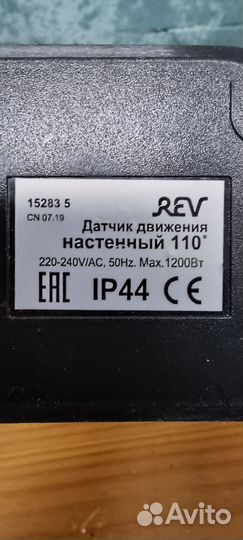 15283 5
REV
CN 07.19
Датчик движения
настенный 110°
220-240V/AC, 50Hz. Max.1200Вт
EAC IP44 CE
Avito